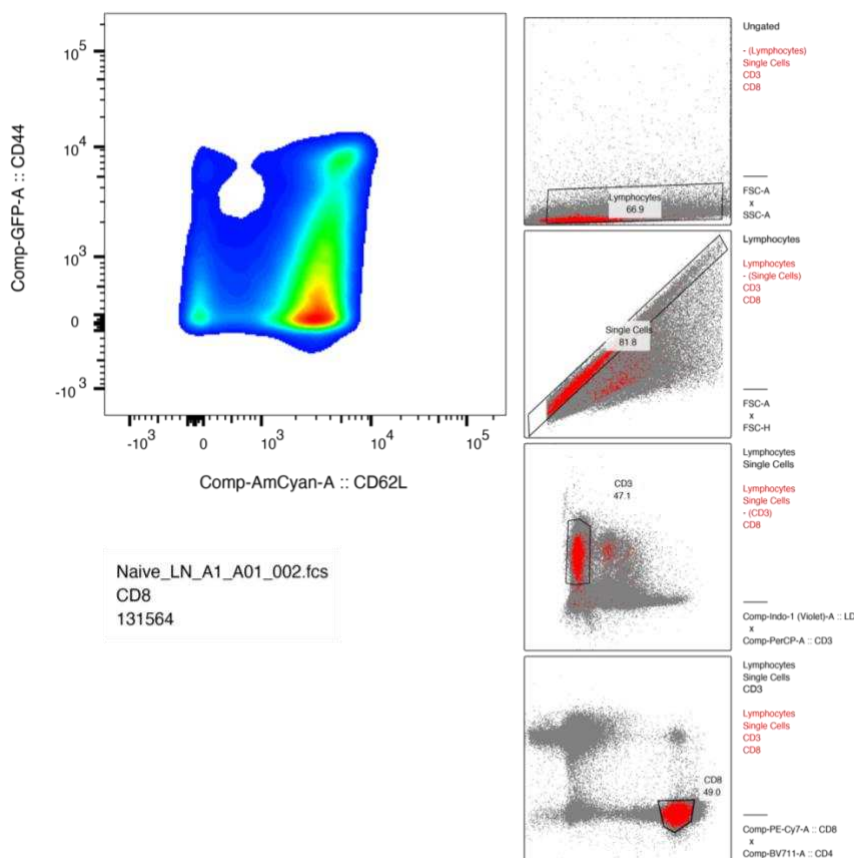 Comp-GFP-A :: CD44
10^5
10^4
10^3
0
-10^3
-10^3
0
10^3
10^4
10^5
Comp-AmCyan-A :: CD62L
Naive_LN_A1_A01_002.fcs
CD8
131564
Lymphocytes
66.9
Ungated
- (Lymphocytes)
Single Cells
CD3
CD8
FSC-A
x
SSC-A
Single Cells
81.8
Lymphocytes
Lymphocytes
- (Single Cells)
CD3
CD8
FSC-A
x
FSC-H
CD3
47.1
Lymphocytes
Single Cells
Lymphocytes
Single Cells
- (CD3)
CD8
Comp-Indo-1 (Violet)-A :: LD
x
Comp-PerCP-A :: CD3
CD8
49.0
Lymphocytes
Single Cells
CD3
Lymphocytes
Single Cells
CD3
CD8
Comp-PE-Cy7-A :: CD8
x
Comp-BV711-A :: CD4